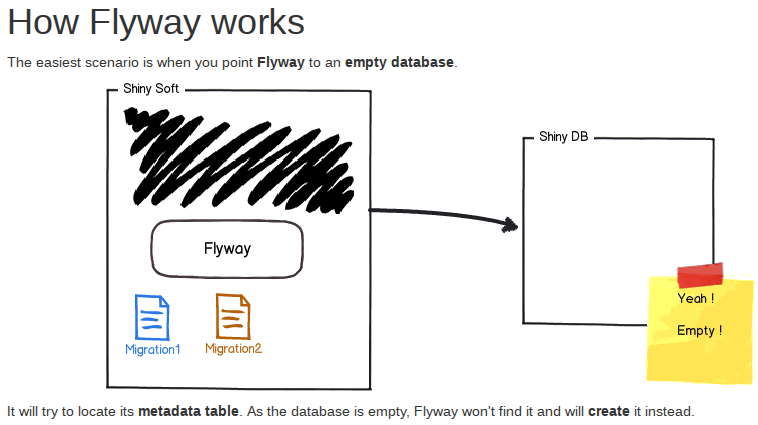 How Flyway works
The easiest scenario is when you point Flyway to an empty database.
Shiny Soft
Shiny DB
Flyway
Yeah !
Empty !
Migration1
Migration2
It will try to locate its metadata table. As the database is empty, Flyway won't find it and will create it instead.